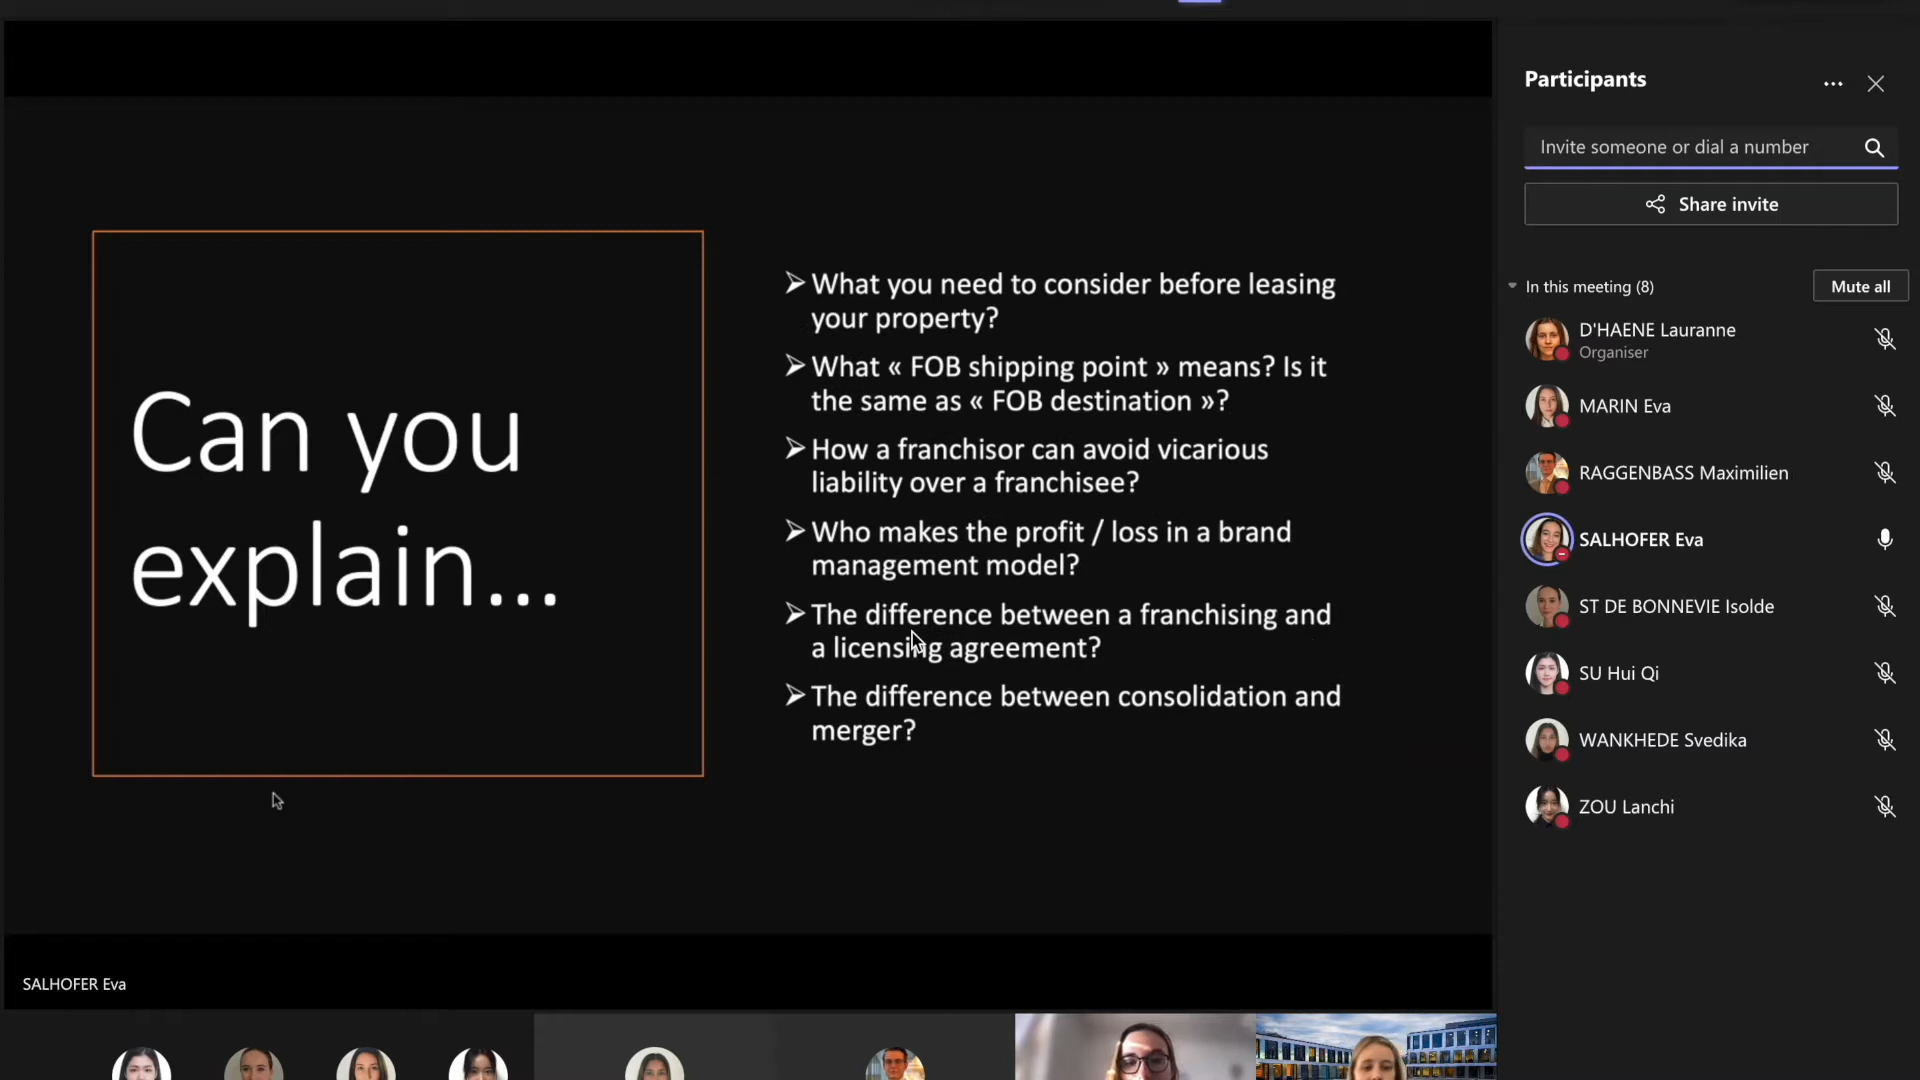 Can you
explain...
➢ What you need to consider before leasing
your property?
➢ What « FOB shipping point » means? Is it
the same as « FOB destination »?
➢ How a franchisor can avoid vicarious
liability over a franchisee?
➢ Who makes the profit / loss in a brand
management model?
➢ The difference between a franchising and
a licensing agreement?
➢ The difference between consolidation and
merger?
SALHOFER Eva
Participants
Invite someone or dial a number
Share invite
In this meeting (8)
Mute all
D'HAENE Lauranne
Organiser
MARIN Eva
RAGGENBASS Maximilien
SALHOFER Eva
ST DE BONNEVIE Isolde
SU Hui Qi
WANKHEDE Svedika
ZOU Lanchi